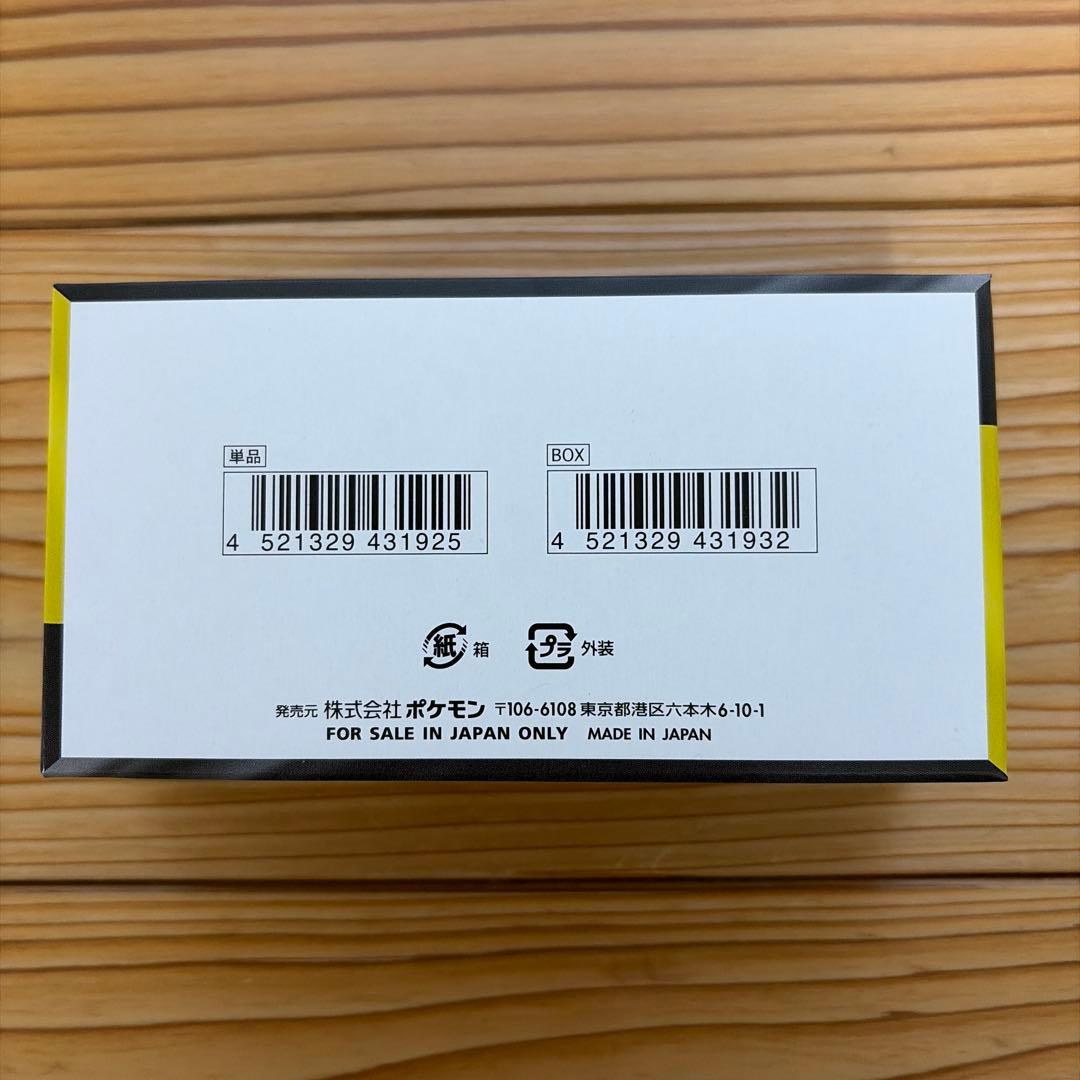 単品
BOX
4 521329 431925
4 521329 431932
紙 箱
プラ 外装
発売元 株式会社 ポケモン 〒106-6108 東京都港区六本木6-10-1
FOR SALE IN JAPAN ONLY MADE IN JAPAN